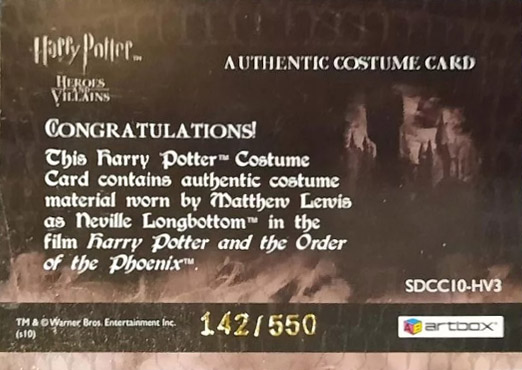 Harry Potter™
HEROES
AND
VILLAINS
AUTHENTIC COSTUME CARD
CONGRATULATIONS!
This Harry Potter™ Costume
Card contains authentic costume
material worn by Matthew Lewis
as Neville Longbottom™ in the
film Harry Potter and the Order
of the Phoenix™.
SDCC10-HV3
TM & © Warner Bros. Entertainment Inc.
(s10)
142/550
artbox®